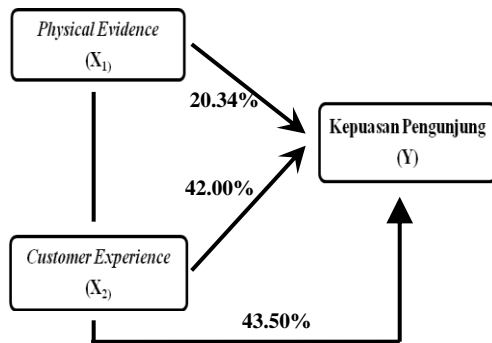 Physical Evidence
(X₁)
20.34%
Kepuasan Pengunjung
(Y)
42.00%
Customer Experience
(X₂)
43.50%